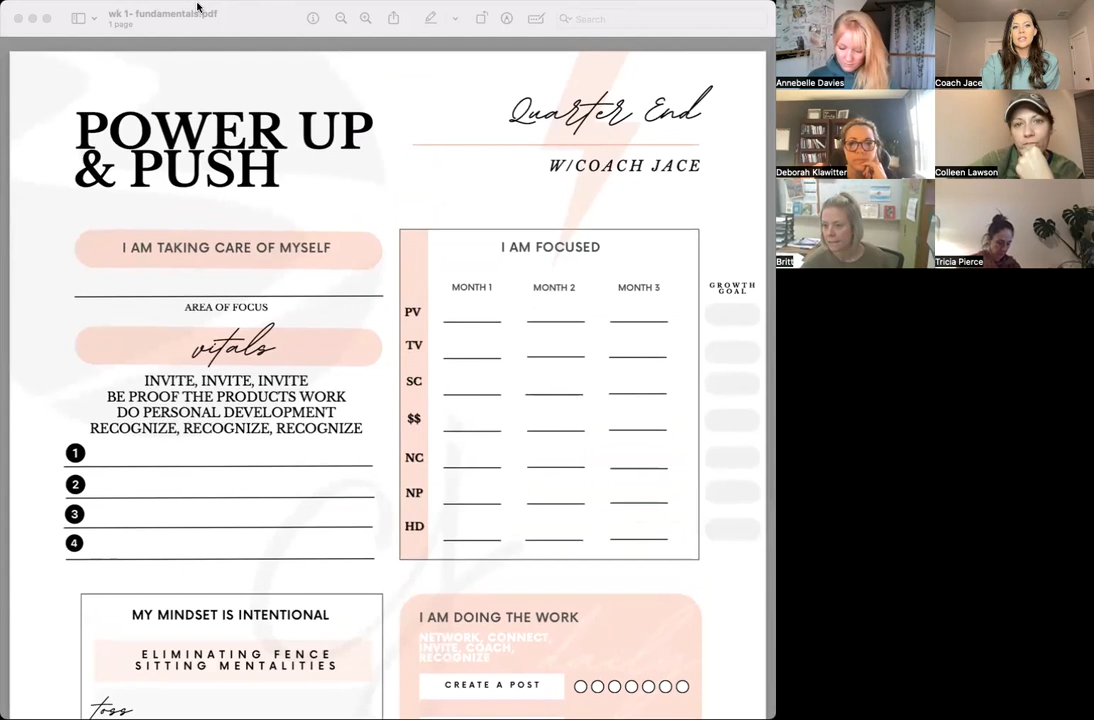 wk 1- fundamentals.pdf
1 page
Search
POWER UP
& PUSH
Quarter End
W/COACH JACE
I AM TAKING CARE OF MYSELF
AREA OF FOCUS
vitals
INVITE, INVITE, INVITE
BE PROOF THE PRODUCTS WORK
DO PERSONAL DEVELOPMENT
RECOGNIZE, RECOGNIZE, RECOGNIZE
1
2
3
4
I AM FOCUSED
MONTH 1 MONTH 2 MONTH 3
GROWTH
GOAL
PV
TV
SC
$$
NC
NP
HD
MY MINDSET IS INTENTIONAL
ELIMINATING FENCE
SITTING MENTALITIES
toss
I AM DOING THE WORK
NETWORK, CONNECT,
INVITE, COACH,
RECOGNIZE
daily
CREATE A POST
Annebelle Davies
Coach Jace
Deborah Klawitter
Colleen Lawson
Britt
Tricia Pierce